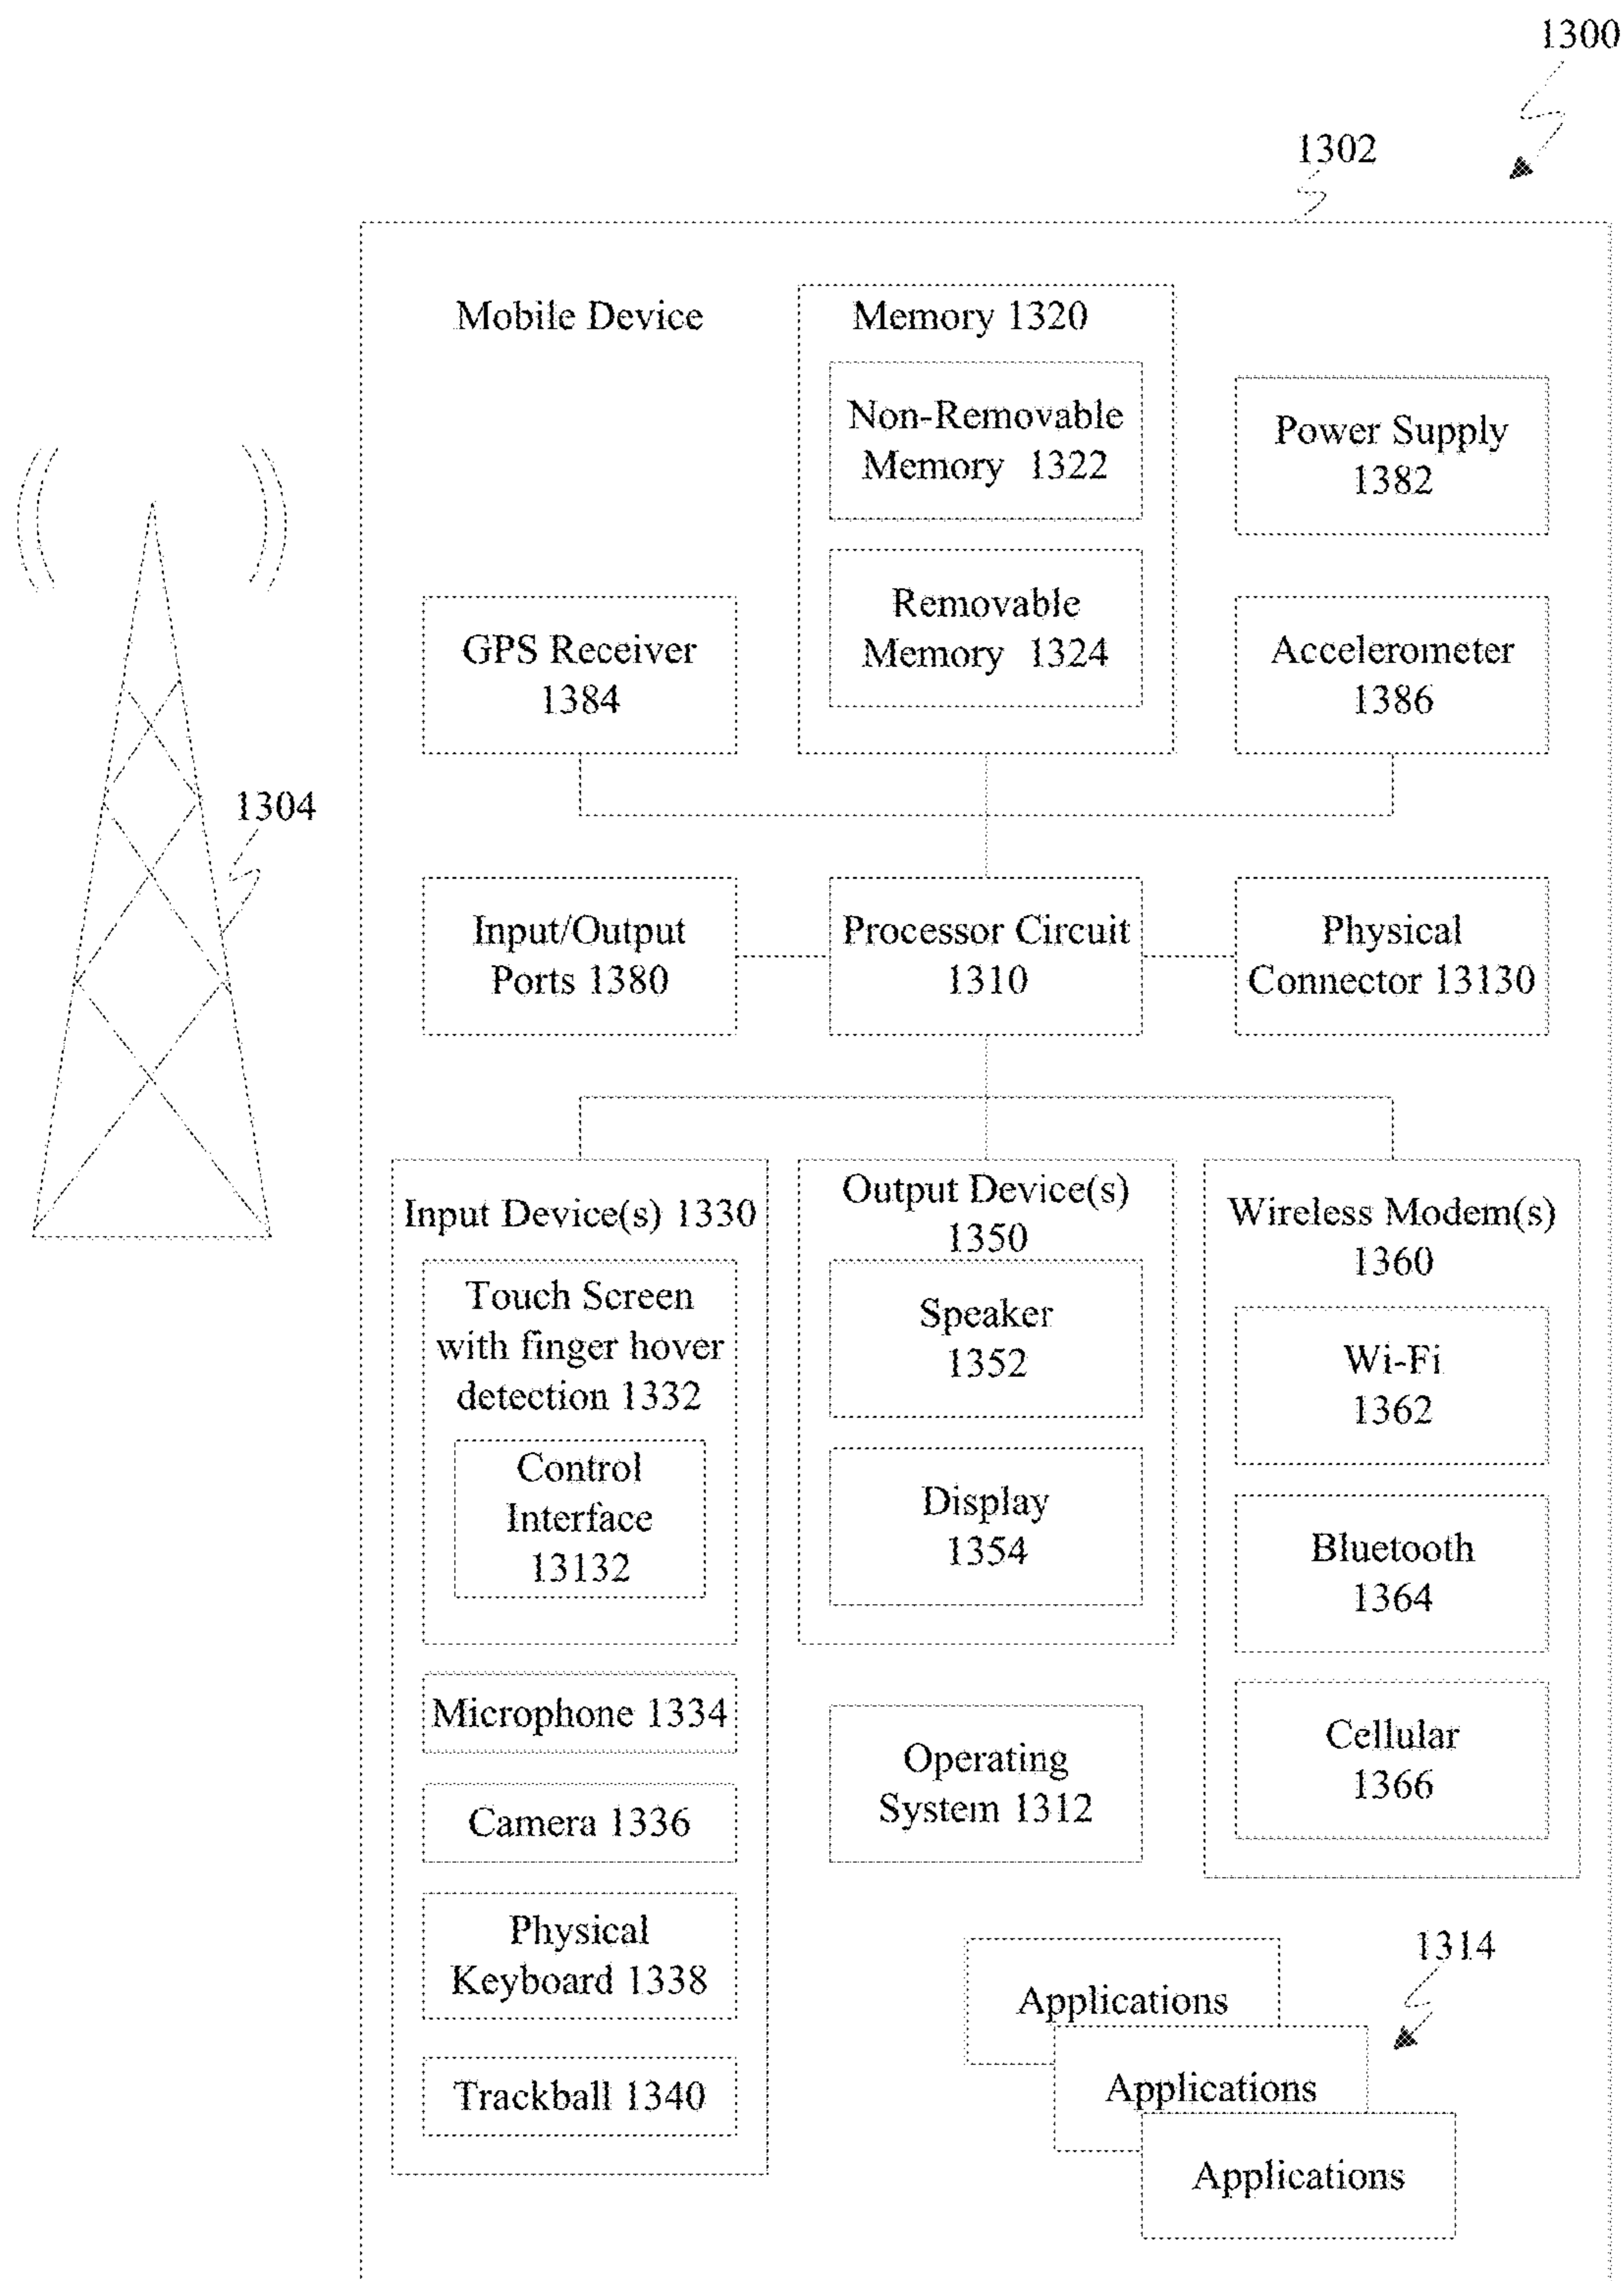 1300
1302
Mobile Device
Memory 1320
Non-Removable
Memory 1322
Removable
Memory 1324
Power Supply
1382
GPS Receiver
1384
Accelerometer
1386
1304
Input/Output
Ports 1380
Processor Circuit
1310
Physical
Connector 13130
Input Device(s) 1330
Touch Screen
with finger hover
detection 1332
Control
Interface
13132
Microphone 1334
Camera 1336
Physical
Keyboard 1338
Trackball 1340
Output Device(s)
1350
Speaker
1352
Display
1354
Operating
System 1312
Wireless Modem(s)
1360
Wi-Fi
1362
Bluetooth
1364
Cellular
1366
1314
Applications
Applications
Applications